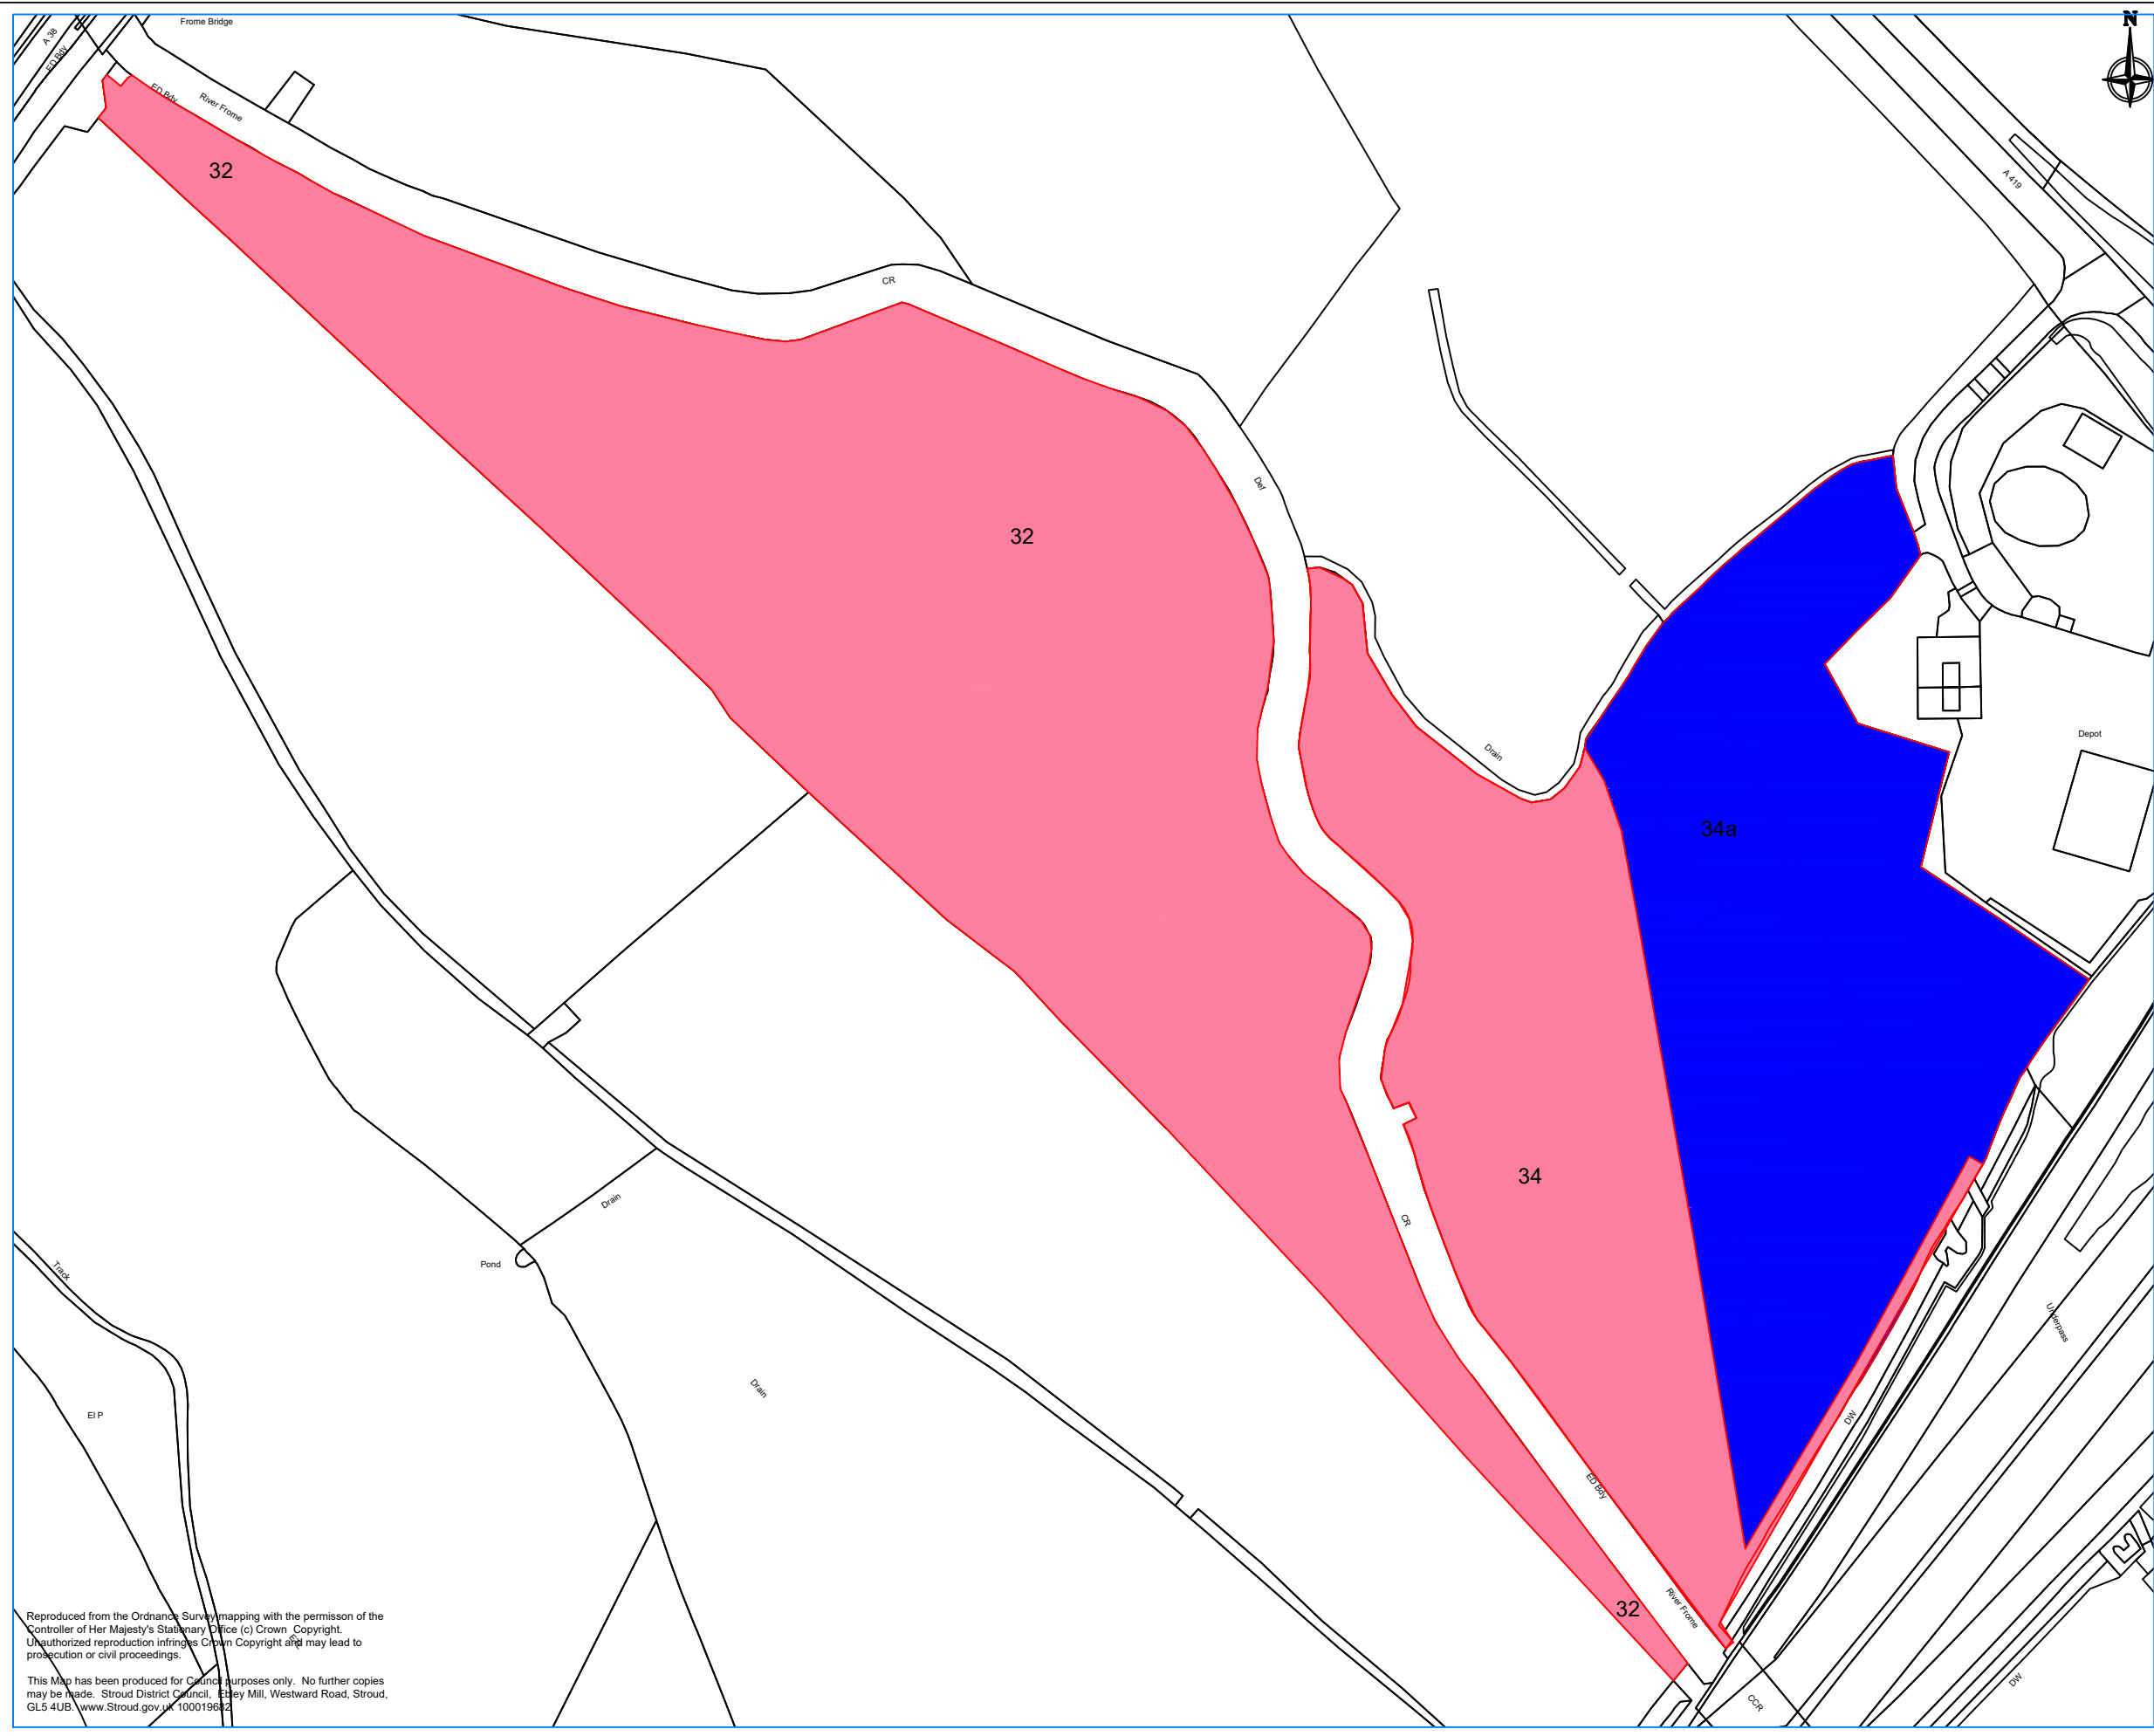 Frome Bridge
N
A 38
ED Bdy
ED Bdy
River Frome
32
A 419
CR
Def
32
Drain
Depot
34a
34
CR
Drain
Pond
Track
Underpass
Drain
El P
DW
ED Bdy
River Frome
32
DW
CCR
Reproduced from the Ordnance Survey mapping with the permisson of the
Controller of Her Majesty's Stationary Office (c) Crown Copyright.
Unauthorized reproduction infringes Crown Copyright and may lead to
prosecution or civil proceedings.
This Map has been produced for Council purposes only. No further copies
may be made. Stroud District Council, Ebley Mill, Westward Road, Stroud,
GL5 4UB. www.Stroud.gov.uk 100019682